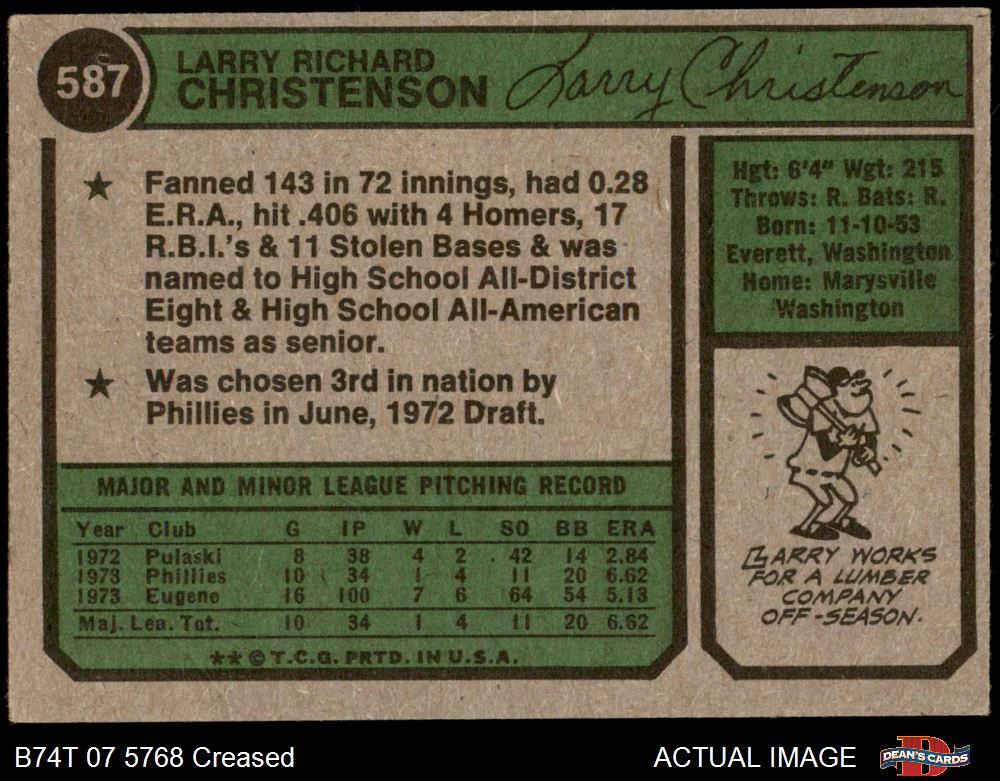 587
LARRY RICHARD
CHRISTENSON
Larry Christenson
★ Fanned 143 in 72 innings, had 0.28
E.R.A., hit .406 with 4 Homers, 17
R.B.I.'s & 11 Stolen Bases & was
named to High School All-District
Eight & High School All-American
teams as senior.
★ Was chosen 3rd in nation by
Phillies in June, 1972 Draft.
MAJOR AND MINOR LEAGUE PITCHING RECORD
Year Club G IP W L SO BB ERA
1972 Pulaski 8 38 4 2 42 14 2.84
1973 Phillies 10 34 1 4 11 20 6.62
1973 Eugene 16 100 7 6 64 54 5.13
Maj. Lea. Tot. 10 34 1 4 11 20 6.62
** © T.C.G. PRTD. IN U.S.A.
Hgt: 6'4" Wgt: 215
Throws: R. Bats: R.
Born: 11-10-53
Everett, Washington
Home: Marysville
Washington
LARRY WORKS
FOR A LUMBER
COMPANY
OFF-SEASON.
B74T 07 5768 Creased
ACTUAL IMAGE
DEAN'S CARDS